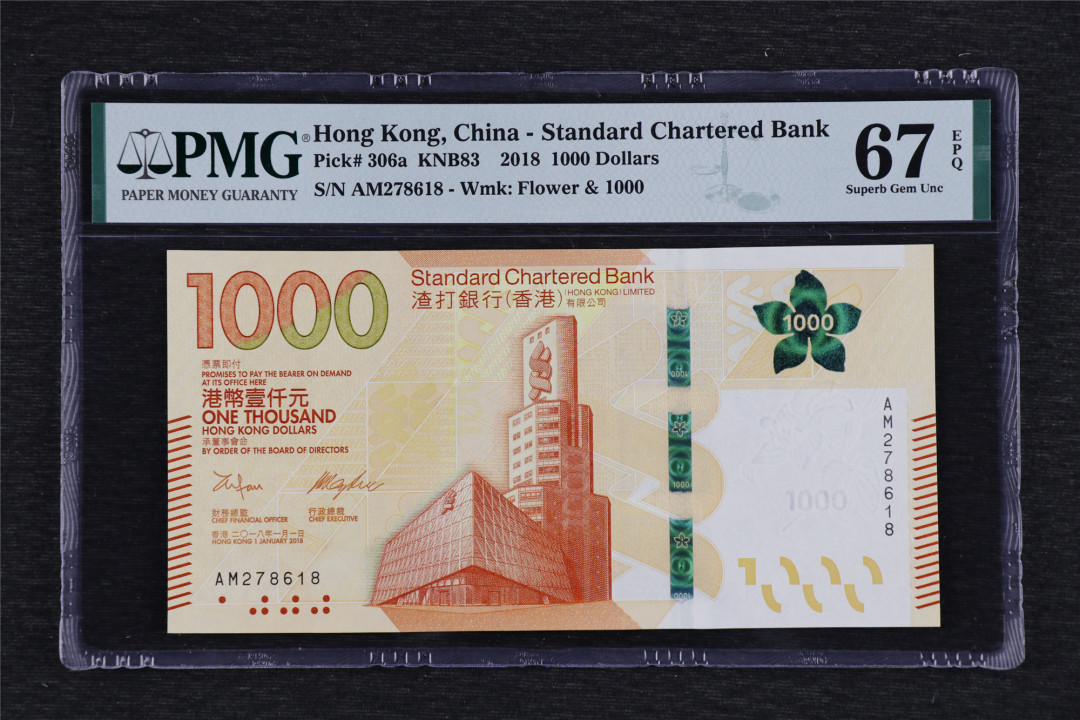 PMG®
PAPER MONEY GUARANTY
Hong Kong, China - Standard Chartered Bank
Pick# 306a KNB83 2018 1000 Dollars
S/N AM278618 - Wmk: Flower & 1000
67
EPQ
Superb Gem Unc
1000
Standard Chartered Bank
(HONG KONG) LIMITED
渣打銀行(香港)有限公司
憑票即付
PROMISES TO PAY THE BEARER ON DEMAND
AT ITS OFFICE HERE
港幣壹仟元
ONE THOUSAND
HONG KONG DOLLARS
承董事會命
BY ORDER OF THE BOARD OF DIRECTORS
財務總監
CHIEF FINANCIAL OFFICER
行政總裁
CHIEF EXECUTIVE
香港 二〇一八年一月一日
HONG KONG 1 JANUARY 2018
AM278618
1000
1000
1000
1000
1000
AM278618
1000
1000